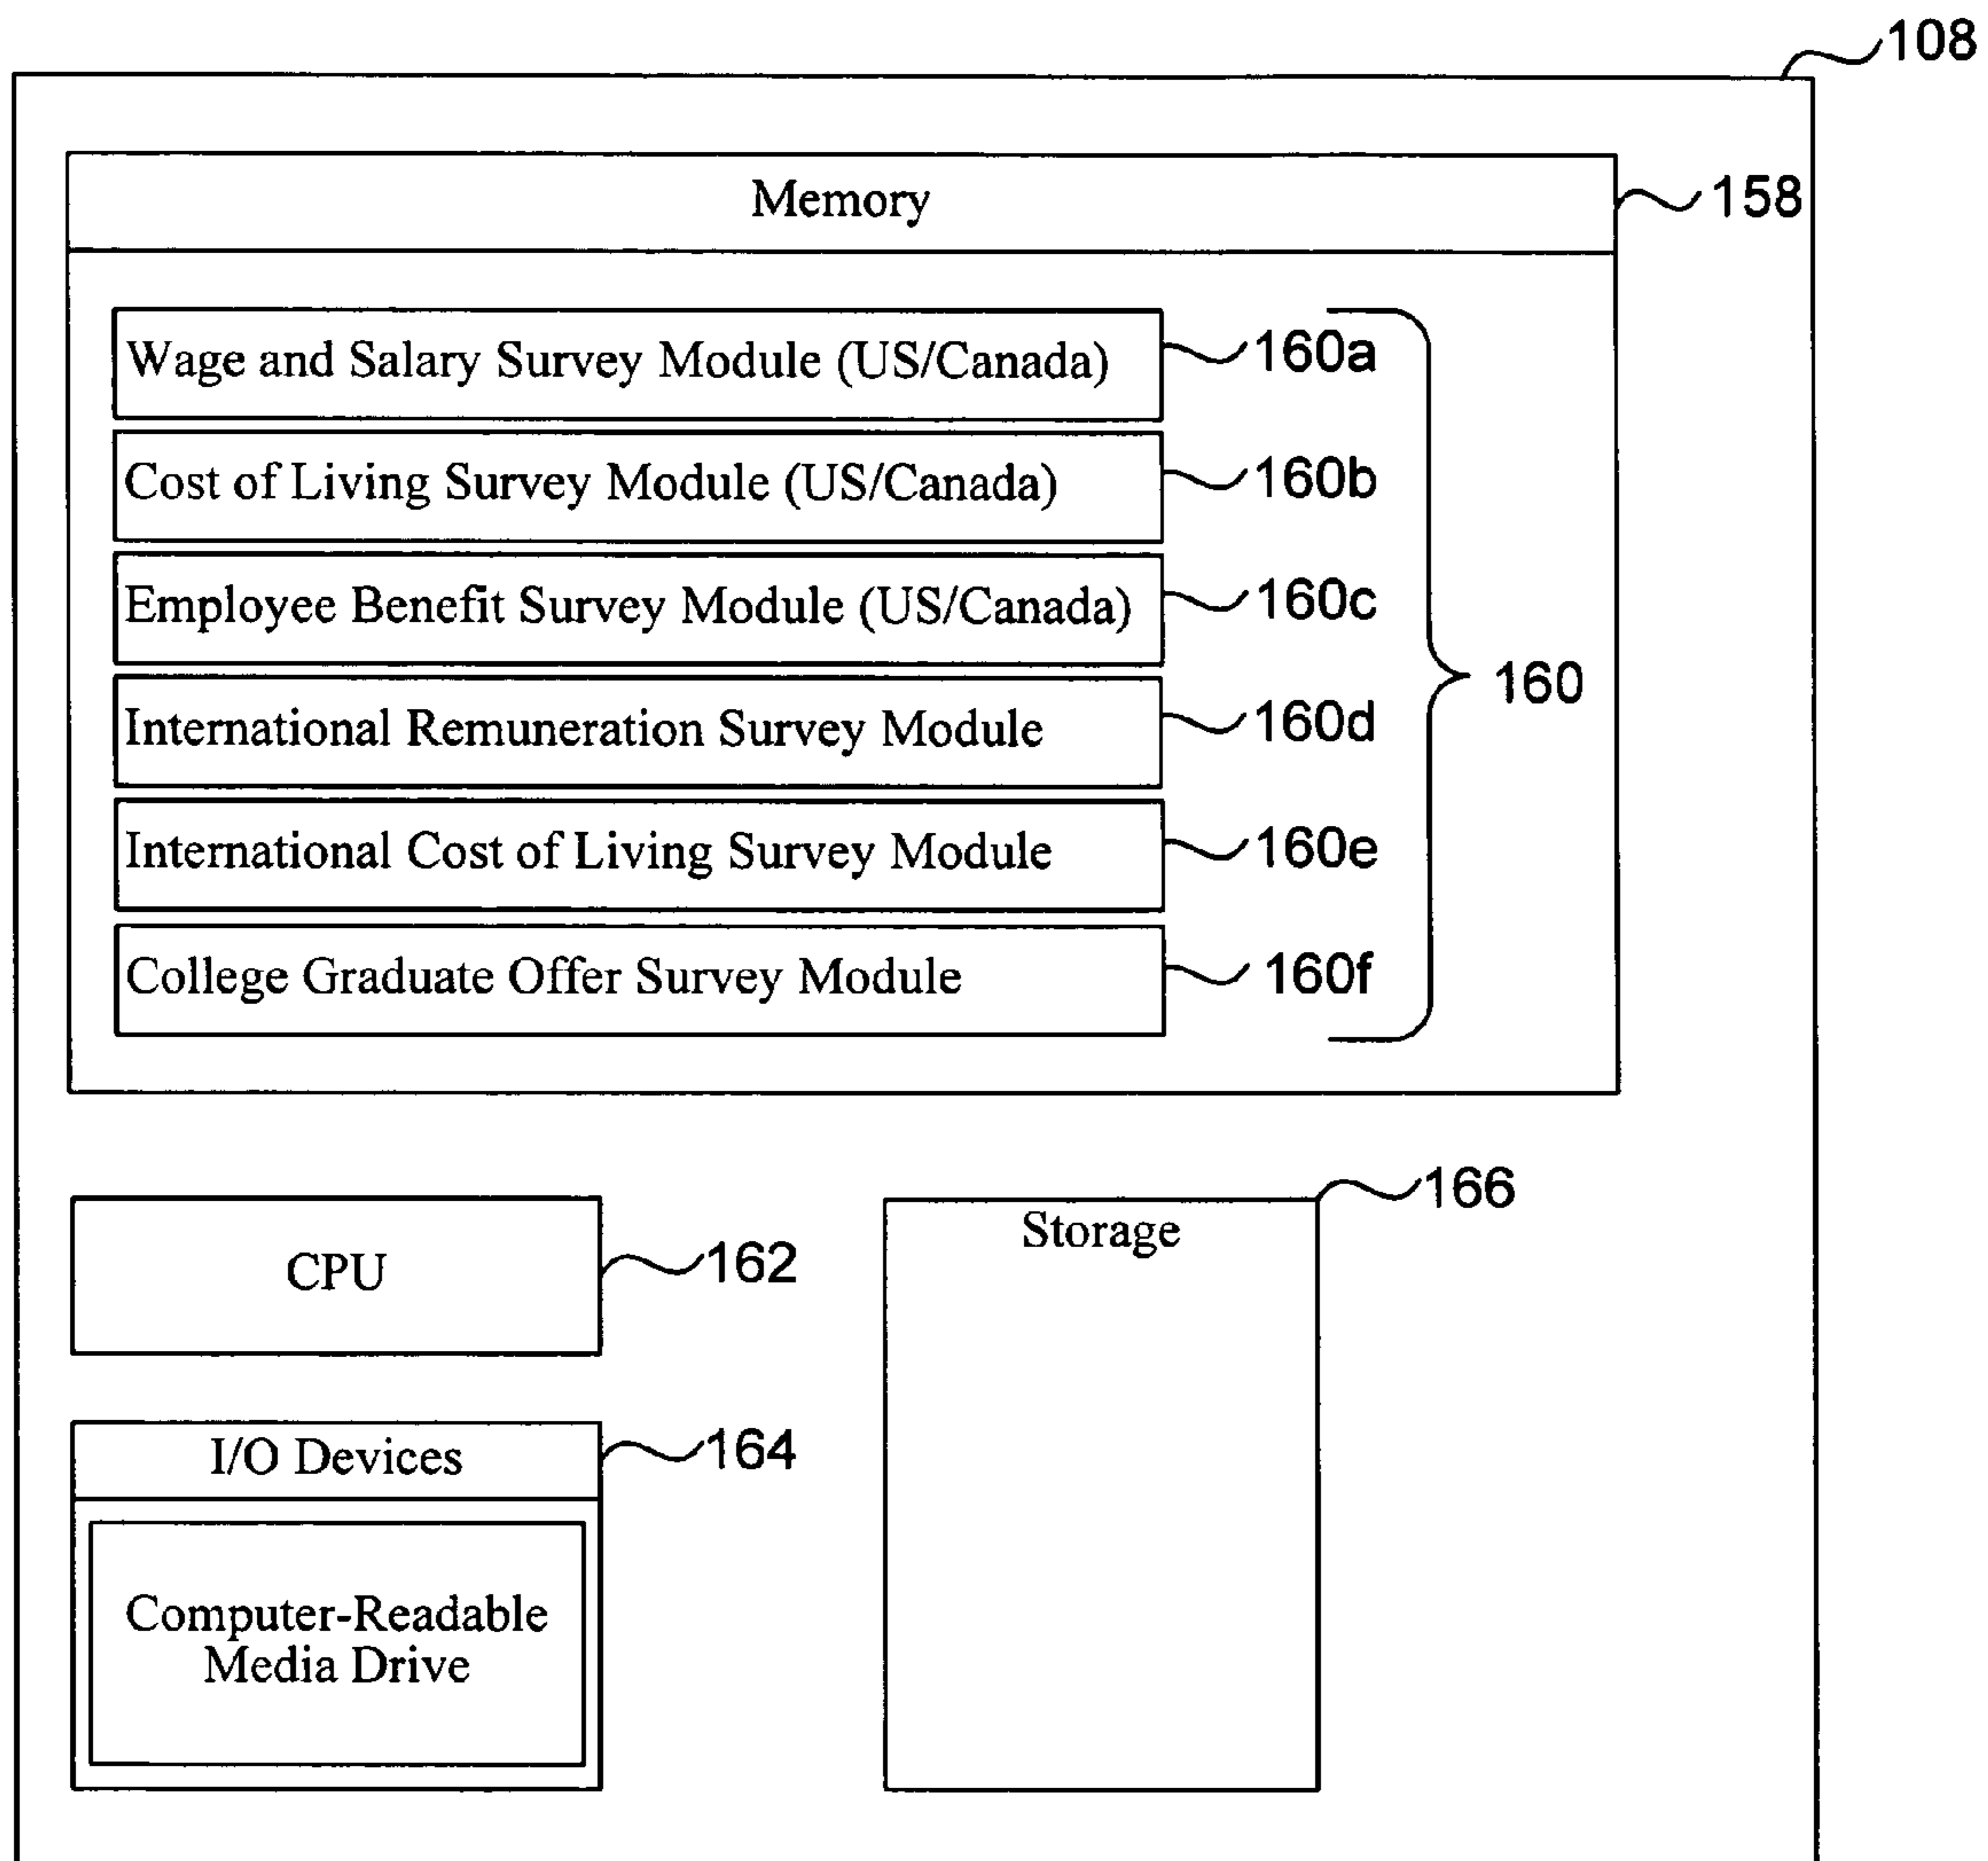 108
Memory
158
Wage and Salary Survey Module (US/Canada)
160a
Cost of Living Survey Module (US/Canada)
160b
Employee Benefit Survey Module (US/Canada)
160c
International Remuneration Survey Module
160d
International Cost of Living Survey Module
160e
College Graduate Offer Survey Module
160f
160
CPU
162
I/O Devices
164
Computer-Readable
Media Drive
Storage
166